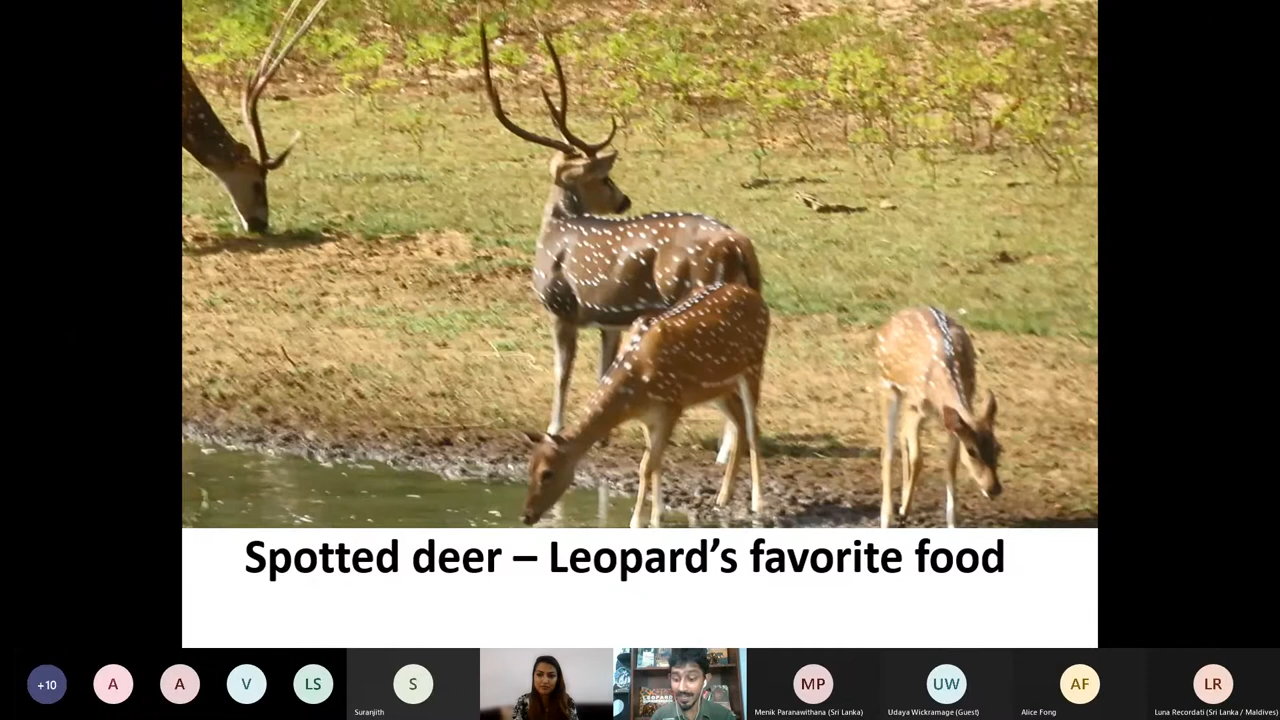 Spotted deer – Leopard’s favorite food
+10
A
A
V
LS
S
Suranjith
LEOPARD
MP
Menik Paranawithana (Sri Lanka)
UW
Udaya Wickramage (Guest)
AF
Alice Fong
LR
Luna Recordati (Sri Lanka / Maldives)